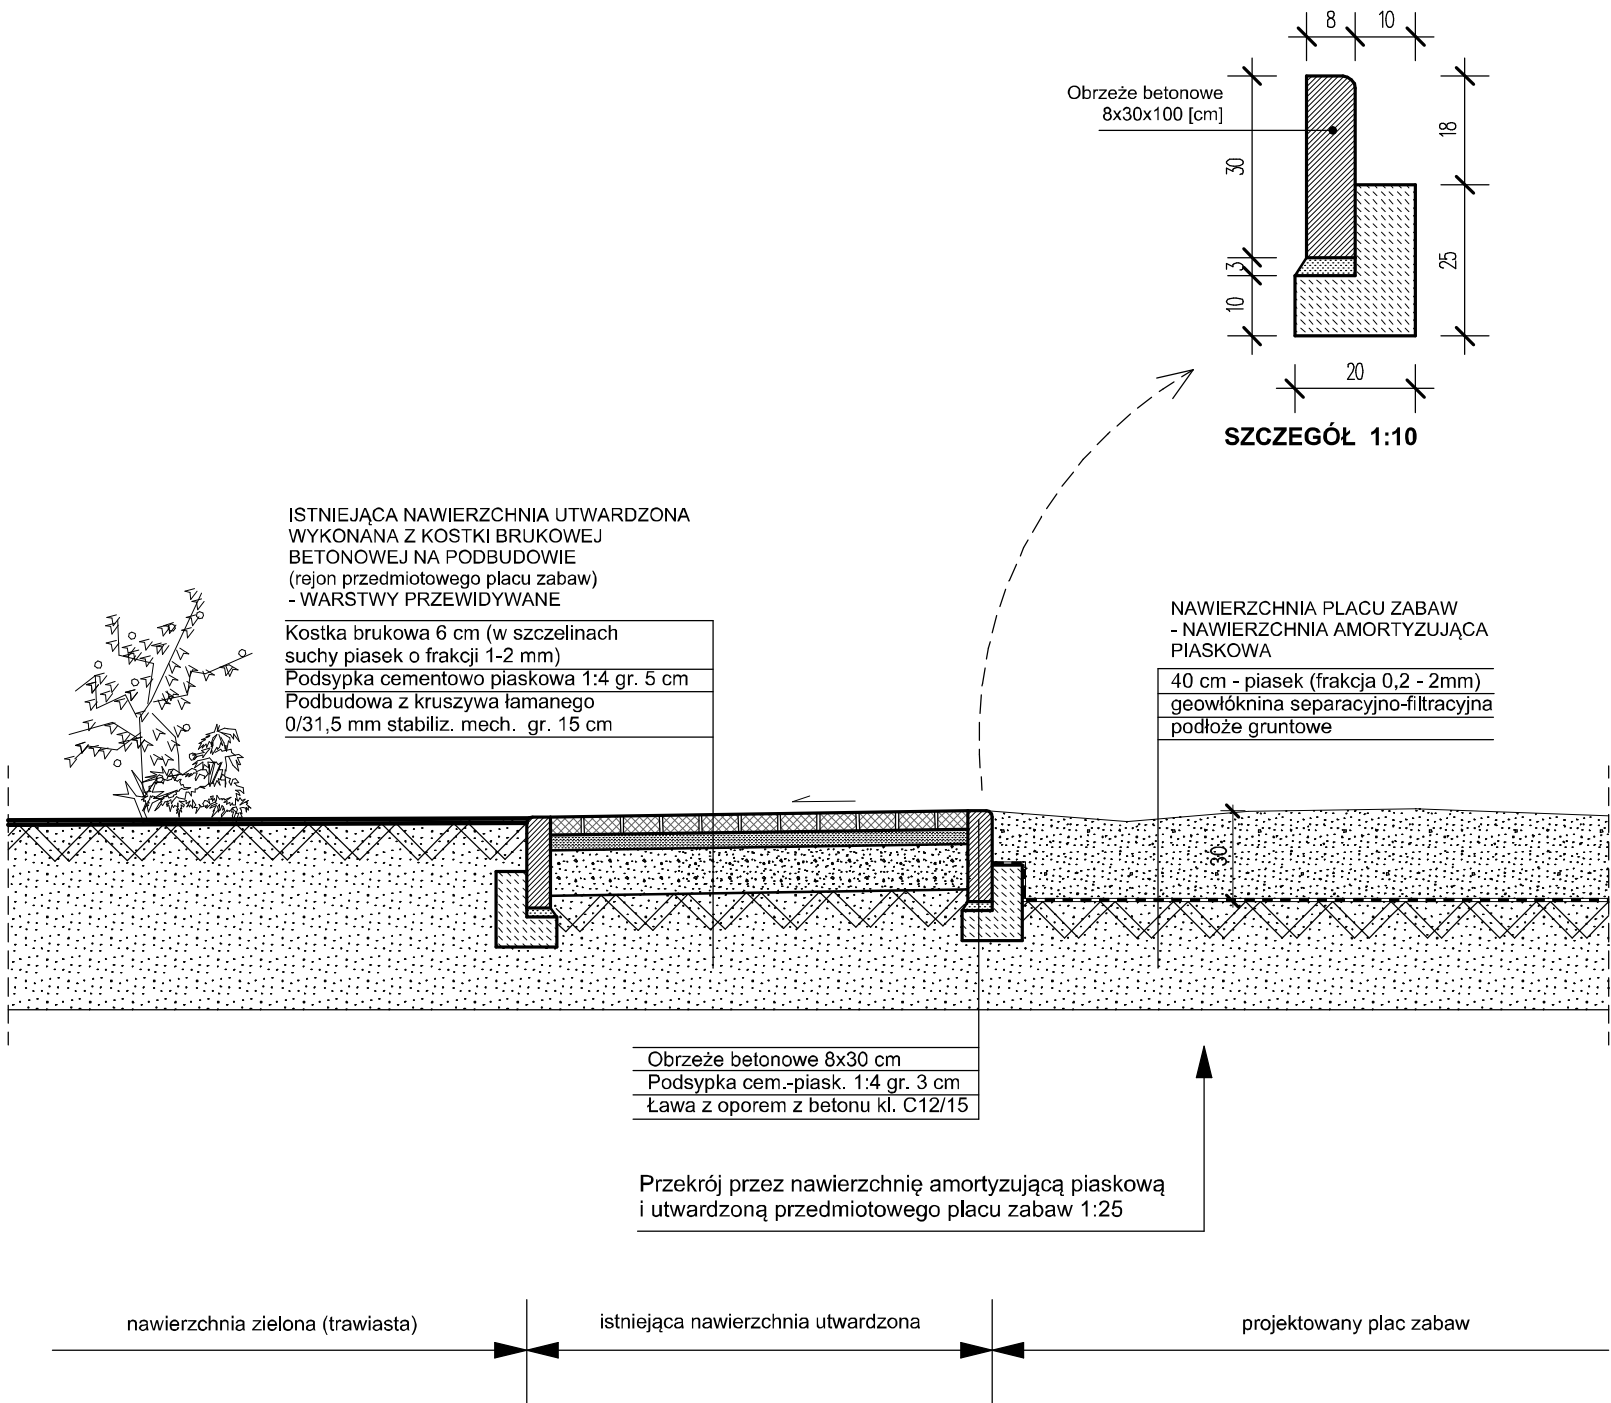 8
10
Obrzeże betonowe
8x30x100 [cm]
30
18
3
25
10
20
SZCZEGÓŁ 1:10
ISTNIEJĄCA NAWIERZCHNIA UTWARDZONA
WYKONANA Z KOSTKI BRUKOWEJ
BETONOWEJ NA PODBUDOWIE
(rejon przedmiotowego placu zabaw)
- WARSTWY PRZEWIDYWANE
Kostka brukowa 6 cm (w szczelinach
suchy piasek o frakcji 1-2 mm)
Podsypka cementowo piaskowa 1:4 gr. 5 cm
Podbudowa z kruszywa łamanego
0/31,5 mm stabiliz. mech. gr. 15 cm
NAWIERZCHNIA PLACU ZABAW
- NAWIERZCHNIA AMORTYZUJĄCA
PIASKOWA
40 cm - piasek (frakcja 0,2 - 2mm)
geowłóknina separacyjno-filtracyjna
podłoże gruntowe
30
Obrzeże betonowe 8x30 cm
Podsypka cem.-piask. 1:4 gr. 3 cm
Ława z oporem z betonu kl. C12/15
Przekrój przez nawierzchnię amortyzującą piaskową
i utwardzoną przedmiotowego placu zabaw 1:25
nawierzchnia zielona (trawiasta)
istniejąca nawierzchnia utwardzona
projektowany plac zabaw